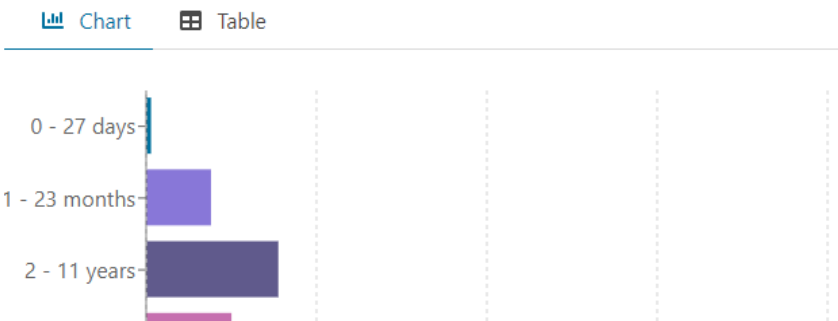 Chart Table
0 - 27 days
1 - 23 months
2 - 11 years